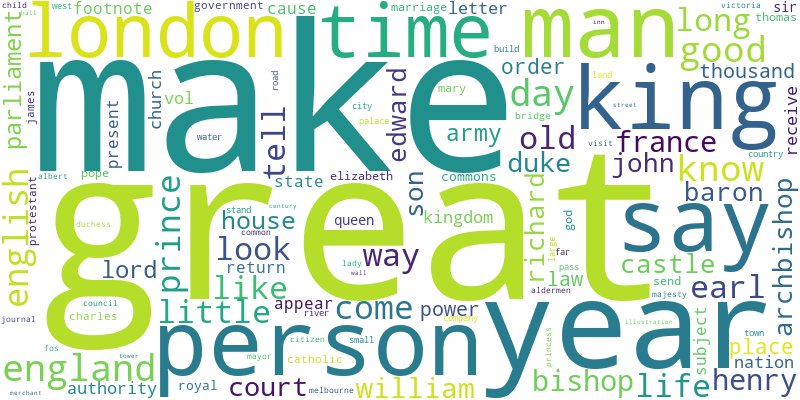 child west footnote government cause marriage letter victoria sir
hall london time man long thomas
parliament inn good
build order thousand
make king
james present church vol tell city edward mary army bridge day land street receive
road water palace old france visit country
duke john know
english protestant albert pope prince state elizabeth son commons richard baron say archbishop
great
duchess house queen kingdom god large far castle
century stand common
lord look lady way law pass earl
return wall send
council like appear river aldermen majesty
journal charles little come power year
fos company illustration town
person citizen small princess subject place
tower mayor catholic nation
england authority royal court melbourne william bishop life henry
merchant